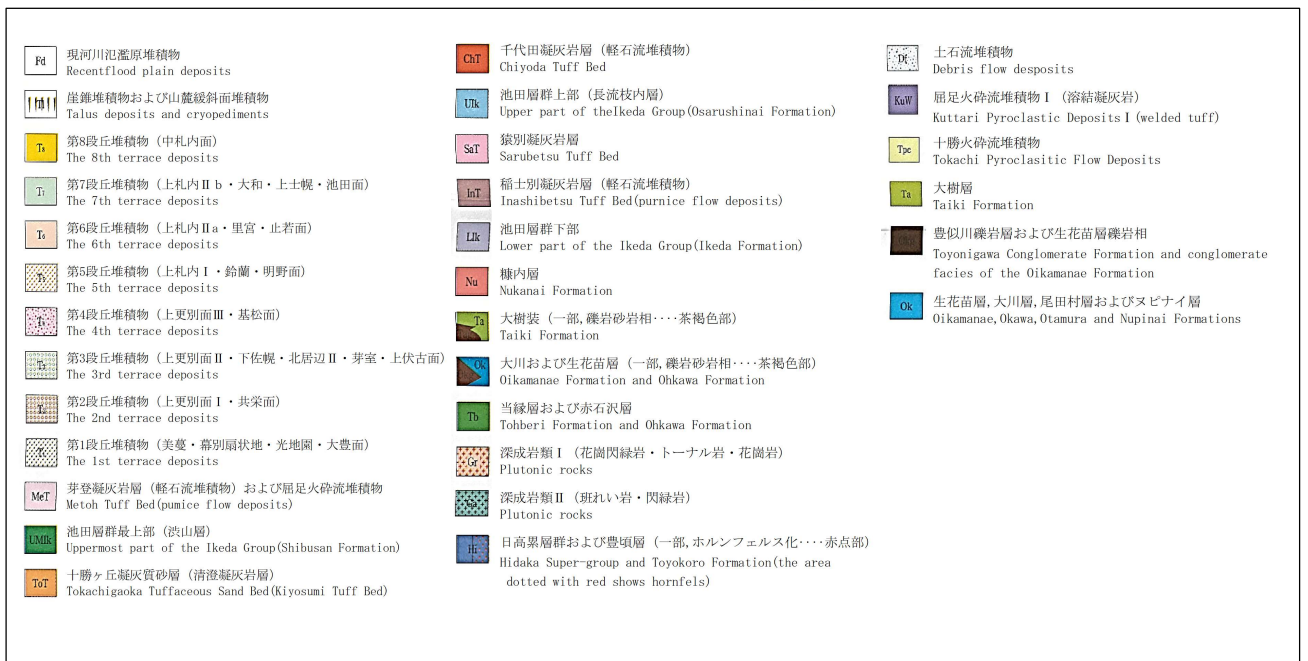 Fd
現河川氾濫原堆積物
Recentflood plain deposits
崖錐堆積物および山麓緩斜面堆積物
Talus deposits and cryopediments
T₈
第8段丘堆積物（中札内面）
The 8th terrace deposits
T₇
第7段丘堆積物（上札内Ⅱｂ・大和・上士幌・池田面）
The 7th terrace deposits
T₆
第6段丘堆積物（上札内Ⅱa・里宮・止若面）
The 6th terrace deposits
T₅
第5段丘堆積物（上札内Ⅰ・鈴蘭・明野面）
The 5th terrace deposits
T₄
第4段丘堆積物（上更別面Ⅲ・基松面）
The 4th terrace deposits
T₃
第3段丘堆積物（上更別面Ⅱ・下佐幌・北居辺Ⅱ・芽室・上伏古面）
The 3rd terrace deposits
T₂
第2段丘堆積物（上更別面Ⅰ・共栄面）
The 2nd terrace deposits
T₁
第1段丘堆積物（美蔓・幕別扇状地・光地園・大豊面）
The 1st terrace deposits
MeT
芽登凝灰岩層（軽石流堆積物）および屈足火砕流堆積物
Metoh Tuff Bed(pumice flow deposits)
UMIk
池田層群最上部（渋山層）
Uppermost part of the Ikeda Group(Shibusan Formation)
ToT
十勝ヶ丘凝灰質砂層（清澄凝灰岩層）
Tokachigaoka Tuffaceous Sand Bed(Kiyosumi Tuff Bed)
ChT
千代田凝灰岩層（軽石流堆積物）
Chiyoda Tuff Bed
UIk
池田層群上部（長流枝内層）
Upper part of theIkeda Group(Osarushinai Formation)
SaT
猿別凝灰岩層
Sarubetsu Tuff Bed
InT
稲士別凝灰岩層（軽石流堆積物）
Inashibetsu Tuff Bed(purnice flow deposits)
LIk
池田層群下部
Lower part of the Ikeda Group(Ikeda Formation)
Nu
糠内層
Nukanai Formation
Ta
大樹装（一部,礫岩砂岩相‥‥茶褐色部）
Taiki Formation
Ok
大川および生花苗層（一部,礫岩砂岩相‥‥茶褐色部）
Oikamanae Formation and Ohkawa Formation
Tb
当縁層および赤石沢層
Tohberi Formation and Ohkawa Formation
Gr
深成岩類Ⅰ（花崗閃緑岩・トーナル岩・花崗岩）
Plutonic rocks
深成岩類Ⅱ（班れい岩・閃緑岩）
Plutonic rocks
Hi
日高累層群および豊頃層（一部,ホルンフェルス化‥‥赤点部）
Hidaka Super-group and Toyokoro Formation(the area
dotted with red shows hornfels)
Df
土石流堆積物
Debris flow desposits
KuW
屈足火砕流堆積物Ⅰ（溶結凝灰岩）
Kuttari Pyroclastic DepositsⅠ(welded tuff)
Tpc
十勝火砕流堆積物
Tokachi Pyroclasitic Flow Deposits
Ta
大樹層
Taiki Formation
豊似川礫岩層および生花苗層礫岩相
Toyonigawa Conglomerate Formation and conglomerate
facies of the Oikamanae Formation
Ok
生花苗層,大川層,尾田村層およびヌピナイ層
Oikamanae,Okawa,Otamura and Nupinai Formations